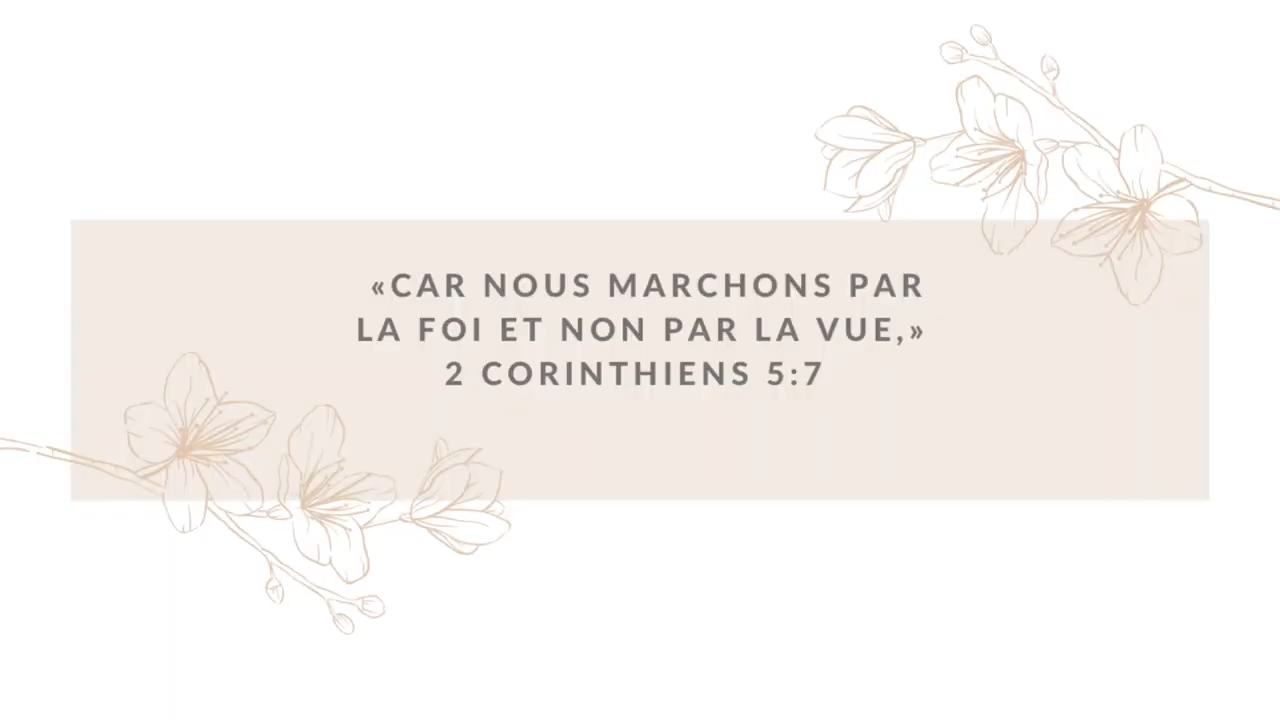 «CAR NOUS MARCHONS PAR
LA FOI ET NON PAR LA VUE,»
2 CORINTHIENS 5:7